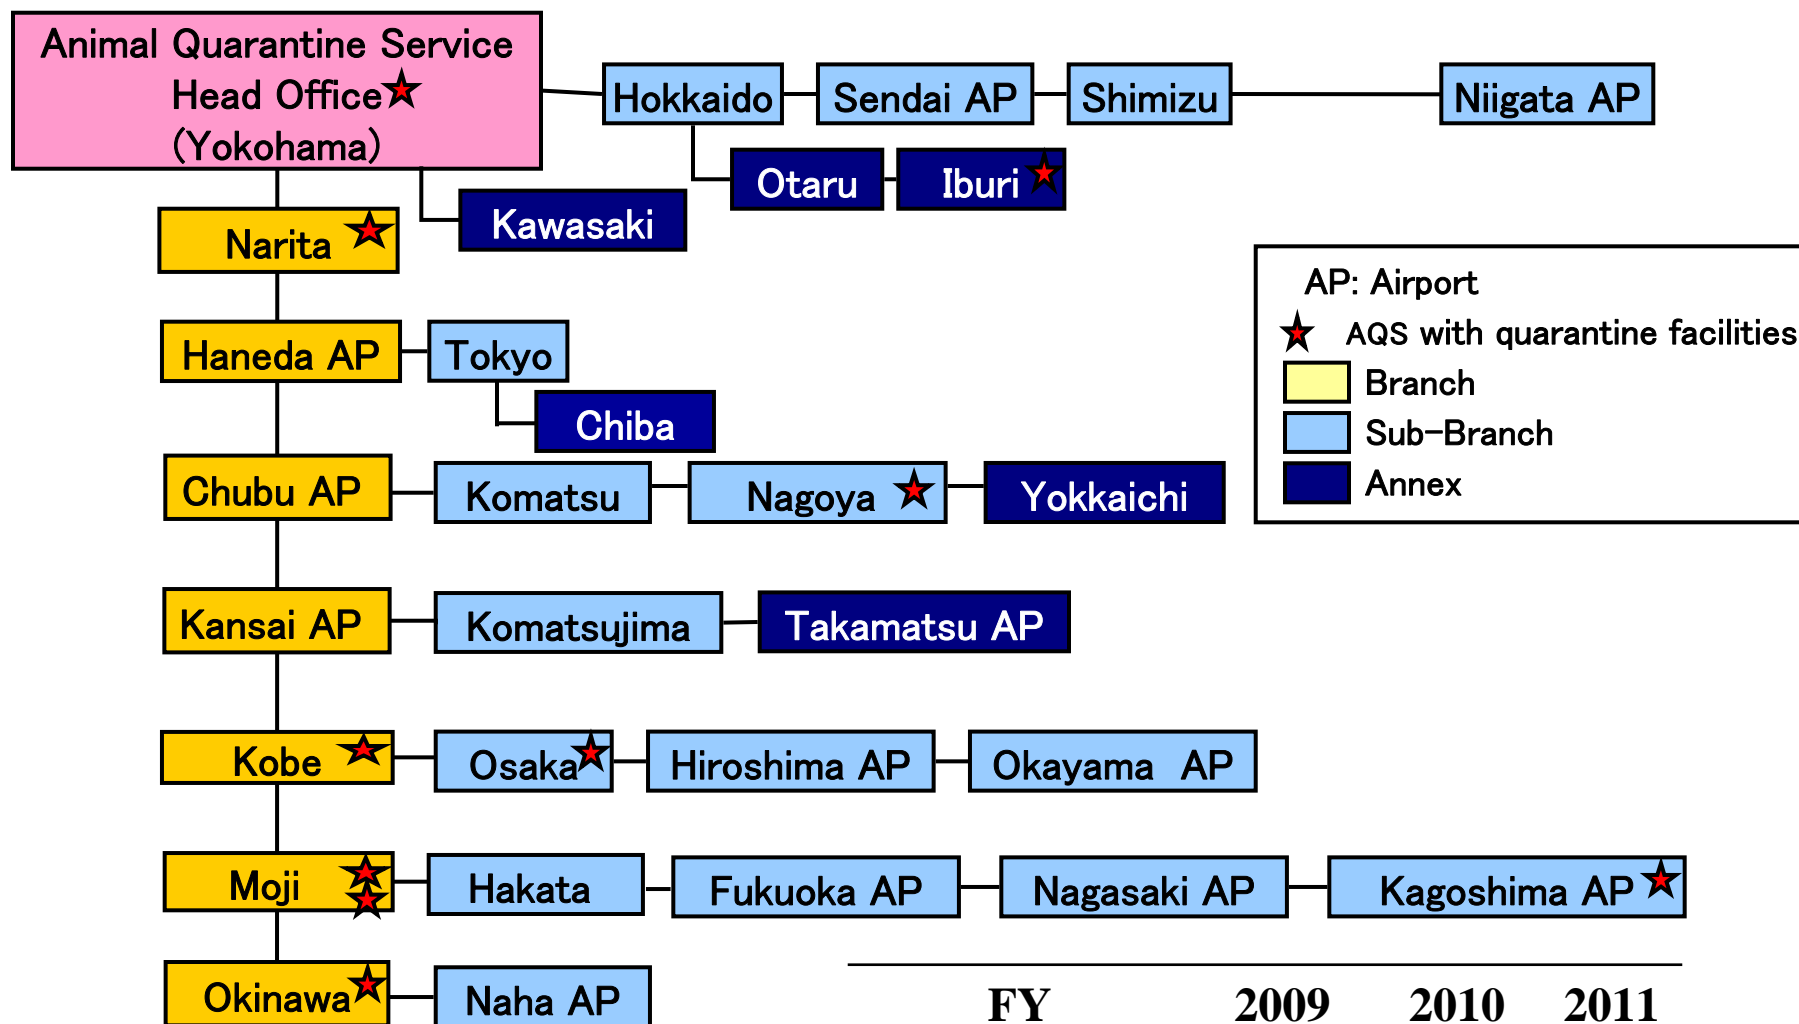 Animal Quarantine Service
Head Office
(Yokohama)
Hokkaido
Sendai AP
Shimizu
Niigata AP
Otaru
Iburi
Kawasaki
Narita
AP: Airport
AQS with quarantine facilities
Branch
Sub-Branch
Annex
Haneda AP
Tokyo
Chiba
Chubu AP
Komatsu
Nagoya
Yokkaichi
Kansai AP
Komatsujima
Takamatsu AP
Kobe
Osaka
Hiroshima AP
Okayama AP
Moji
Hakata
Fukuoka AP
Nagasaki AP
Kagoshima AP
Okinawa
Naha AP
FY 2009 2010 2011